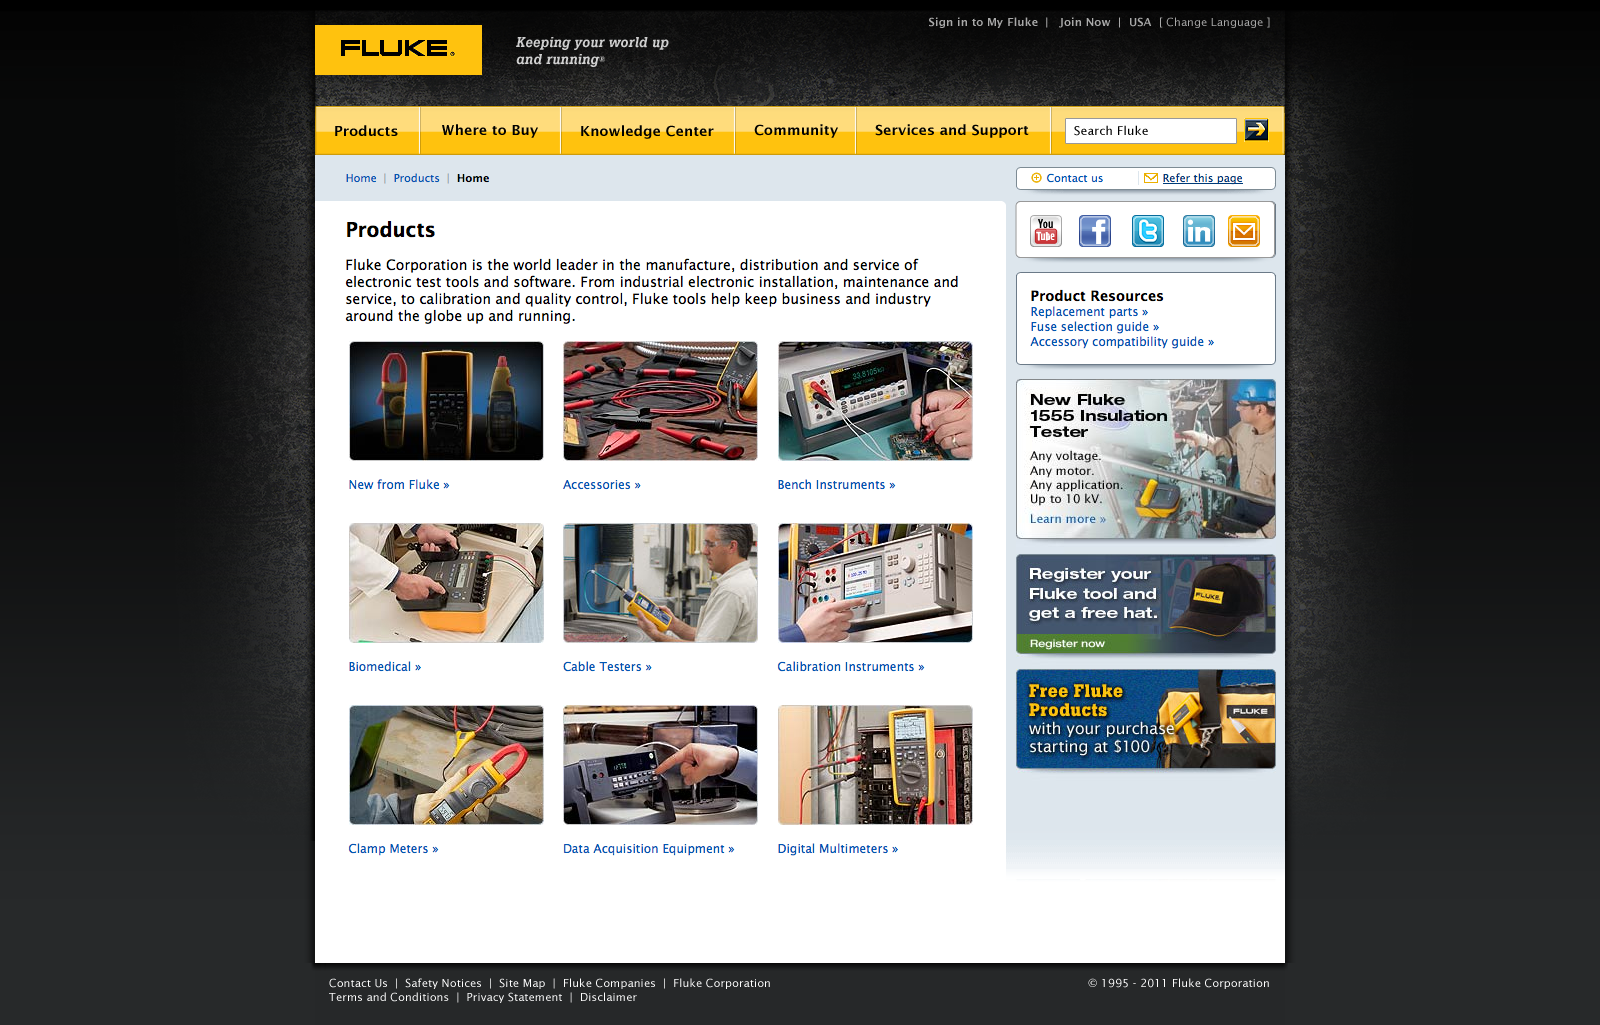 Sign in to My Fluke | Join Now | USA [ Change Language ]
FLUKE®
Keeping your world up
and running®
Products
Where to Buy
Knowledge Center
Community
Services and Support
Search Fluke
Home | Products | Home
Contact us
Refer this page
Products
Fluke Corporation is the world leader in the manufacture, distribution and service of
electronic test tools and software. From industrial electronic installation, maintenance and
service, to calibration and quality control, Fluke tools help keep business and industry
around the globe up and running.
New from Fluke »
Accessories »
33.8105
Bench Instruments »
Biomedical »
Cable Testers »
Calibration Instruments »
Clamp Meters »
Data Acquisition Equipment »
Digital Multimeters »
You
Tube
f
t
in
Product Resources
Replacement parts »
Fuse selection guide »
Accessory compatibility guide »
New Fluke
1555 Insulation
Tester
Any voltage.
Any motor.
Any application.
Up to 10 kV.
Learn more »
Register your
Fluke tool and
get a free hat.
FLUKE
Register now
Free Fluke
Products
with your purchase
starting at $100
FLUKE
Contact Us | Safety Notices | Site Map | Fluke Companies | Fluke Corporation
Terms and Conditions | Privacy Statement | Disclaimer
© 1995 - 2011 Fluke Corporation